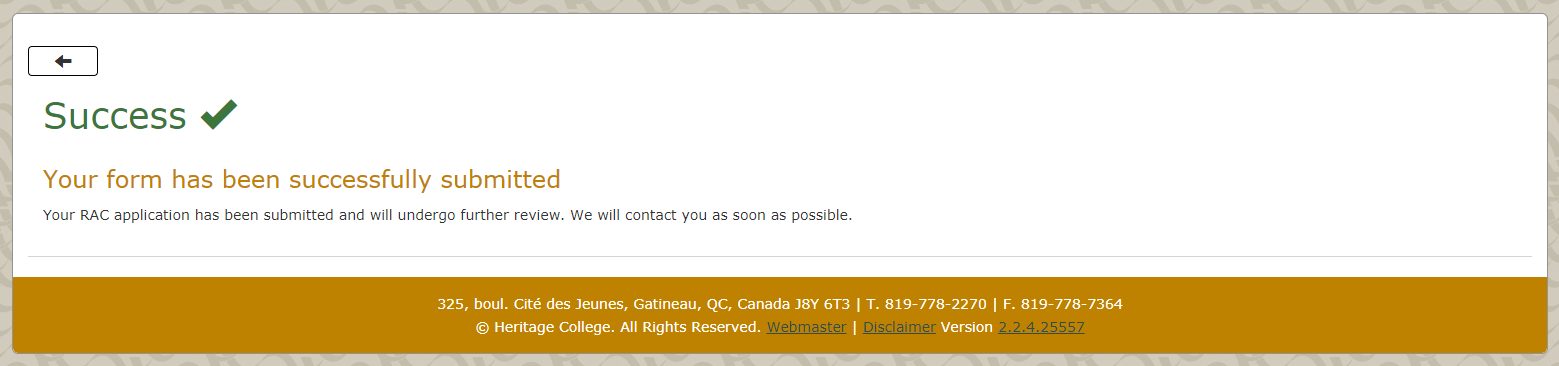 Success
Your form has been successfully submitted
Your RAC application has been submitted and will undergo further review. We will contact you as soon as possible.
325, boul. Cité des Jeunes, Gatineau, QC, Canada J8Y 6T3 | T. 819-778-2270 | F. 819-778-7364
© Heritage College. All Rights Reserved. Webmaster | Disclaimer Version 2.2.4.25557